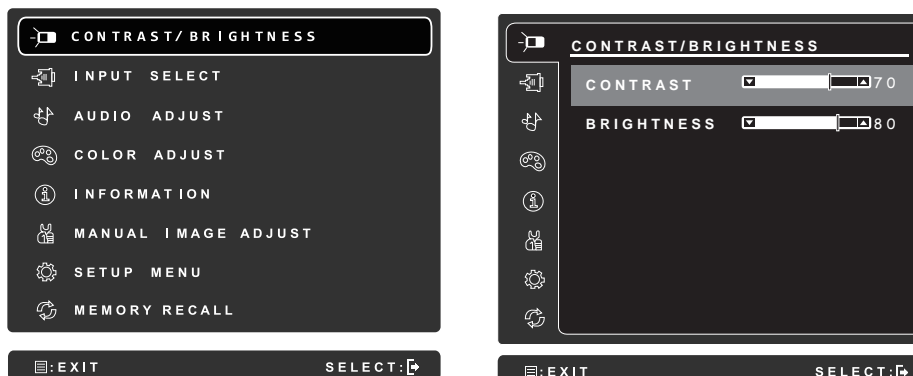 CONTRAST/BRIGHTNESS
INPUT SELECT
AUDIO ADJUST
COLOR ADJUST
INFORMATION
MANUAL IMAGE ADJUST
SETUP MENU
MEMORY RECALL
:EXIT SELECT:
CONTRAST/BRIGHTNESS
CONTRAST 70
BRIGHTNESS 80
:EXIT SELECT: